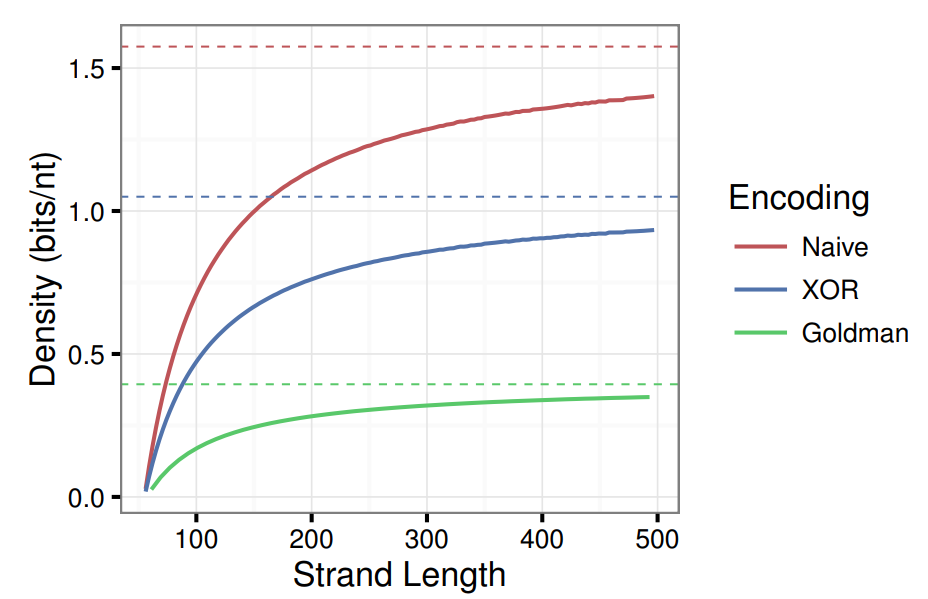 Density (bits/nt)
1.5
1.0
0.5
0.0
100 200 300 400 500
Strand Length
Encoding
Naive
XOR
Goldman